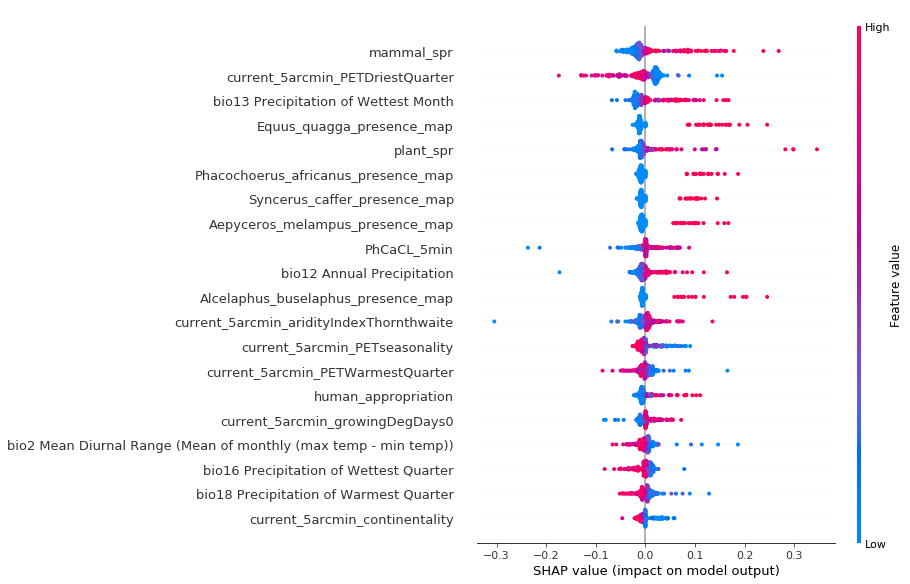 High
mammal_spr
current_5arcmin_PETDriestQuarter
bio13 Precipitation of Wettest Month
Equus_quagga_presence_map
plant_spr
Phacochoerus_africanus_presence_map
Syncerus_caffer_presence_map
Aepyceros_melampus_presence_map
PhCaCL_5min
bio12 Annual Precipitation
Alcelaphus_buselaphus_presence_map
current_5arcmin_aridityIndexThornthwaite
current_5arcmin_PETseasonality
current_5arcmin_PETWarmestQuarter
human_appropriation
current_5arcmin_growingDegDays0
bio2 Mean Diurnal Range (Mean of monthly (max temp - min temp))
bio16 Precipitation of Wettest Quarter
bio18 Precipitation of Warmest Quarter
current_5arcmin_continentality
Feature value
Low
−0.3 −0.2 −0.1 0.0 0.1 0.2 0.3
SHAP value (impact on model output)